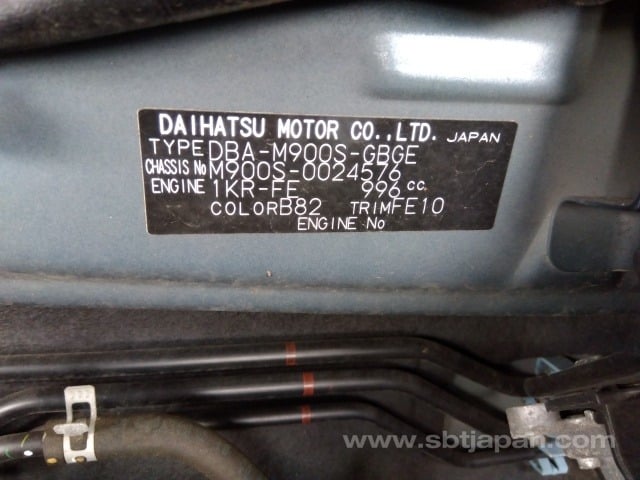 DAIHATSU MOTOR CO.,LTD. JAPAN
TYPE DBA-M900S-GBGE
CHASSIS No M900S-0024576
ENGINE 1KR-FE 996 cc.
COLOR B82 TRIM FE10
ENGINE No
www.sbtjapan.com